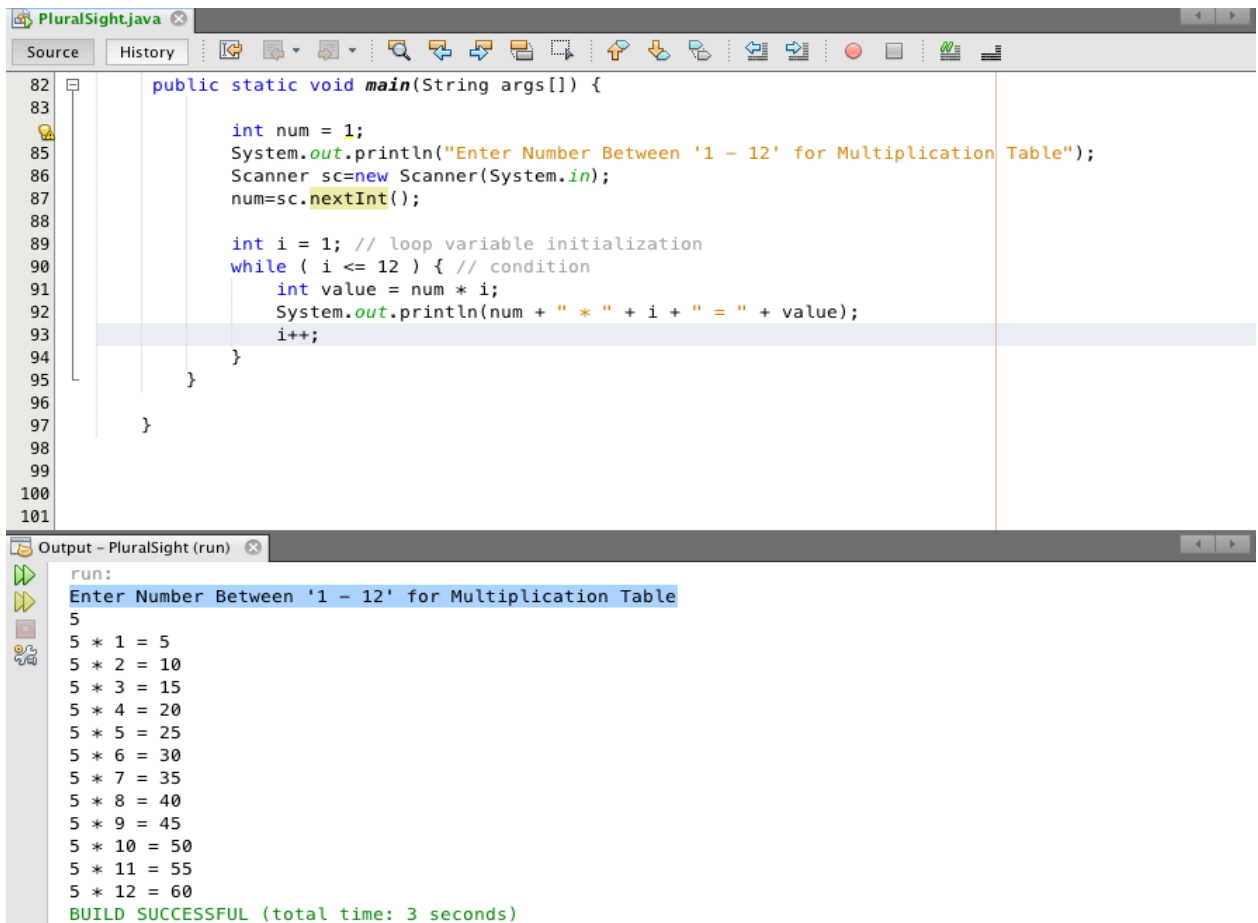 PluralSight.java
Source History
82 public static void main(String args[]) {
83
int num = 1;
85 System.out.println("Enter Number Between '1 – 12' for Multiplication Table");
86 Scanner sc=new Scanner(System.in);
87 num=sc.nextInt();
88
89 int i = 1; // loop variable initialization
90 while ( i <= 12 ) { // condition
91 int value = num * i;
92 System.out.println(num + " * " + i + " = " + value);
93 i++;
94 }
95 }
96
97 }
98
99
100
101
Output – PluralSight (run)
run:
Enter Number Between '1 – 12' for Multiplication Table
5
5 * 1 = 5
5 * 2 = 10
5 * 3 = 15
5 * 4 = 20
5 * 5 = 25
5 * 6 = 30
5 * 7 = 35
5 * 8 = 40
5 * 9 = 45
5 * 10 = 50
5 * 11 = 55
5 * 12 = 60
BUILD SUCCESSFUL (total time: 3 seconds)